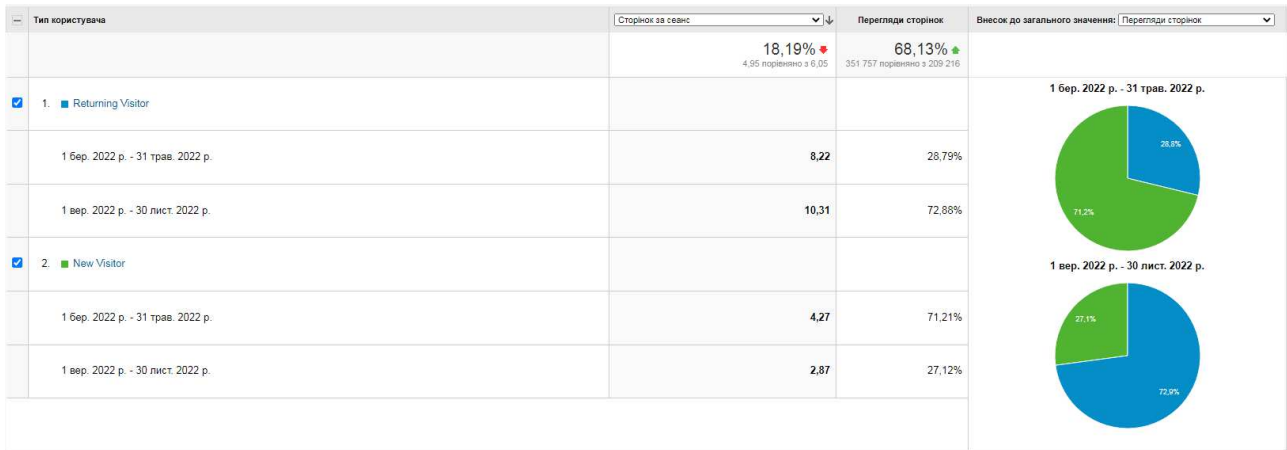 Тип користувача
Сторінок за сеанс
Перегляди сторінок
Внесок до загального значення: Перегляди сторінок
18,19%
4,95 порівняно з 6,05
68,13%
351 757 порівняно з 209 216
1. Returning Visitor
1 бер. 2022 р. - 31 трав. 2022 р. 8,22 28,79%
1 вер. 2022 р. - 30 лист. 2022 р. 10,31 72,88%
2. New Visitor
1 бер. 2022 р. - 31 трав. 2022 р. 4,27 71,21%
1 вер. 2022 р. - 30 лист. 2022 р. 2,87 27,12%
1 бер. 2022 р. - 31 трав. 2022 р.
28,8%
71,2%
1 вер. 2022 р. - 30 лист. 2022 р.
27,1%
72,9%